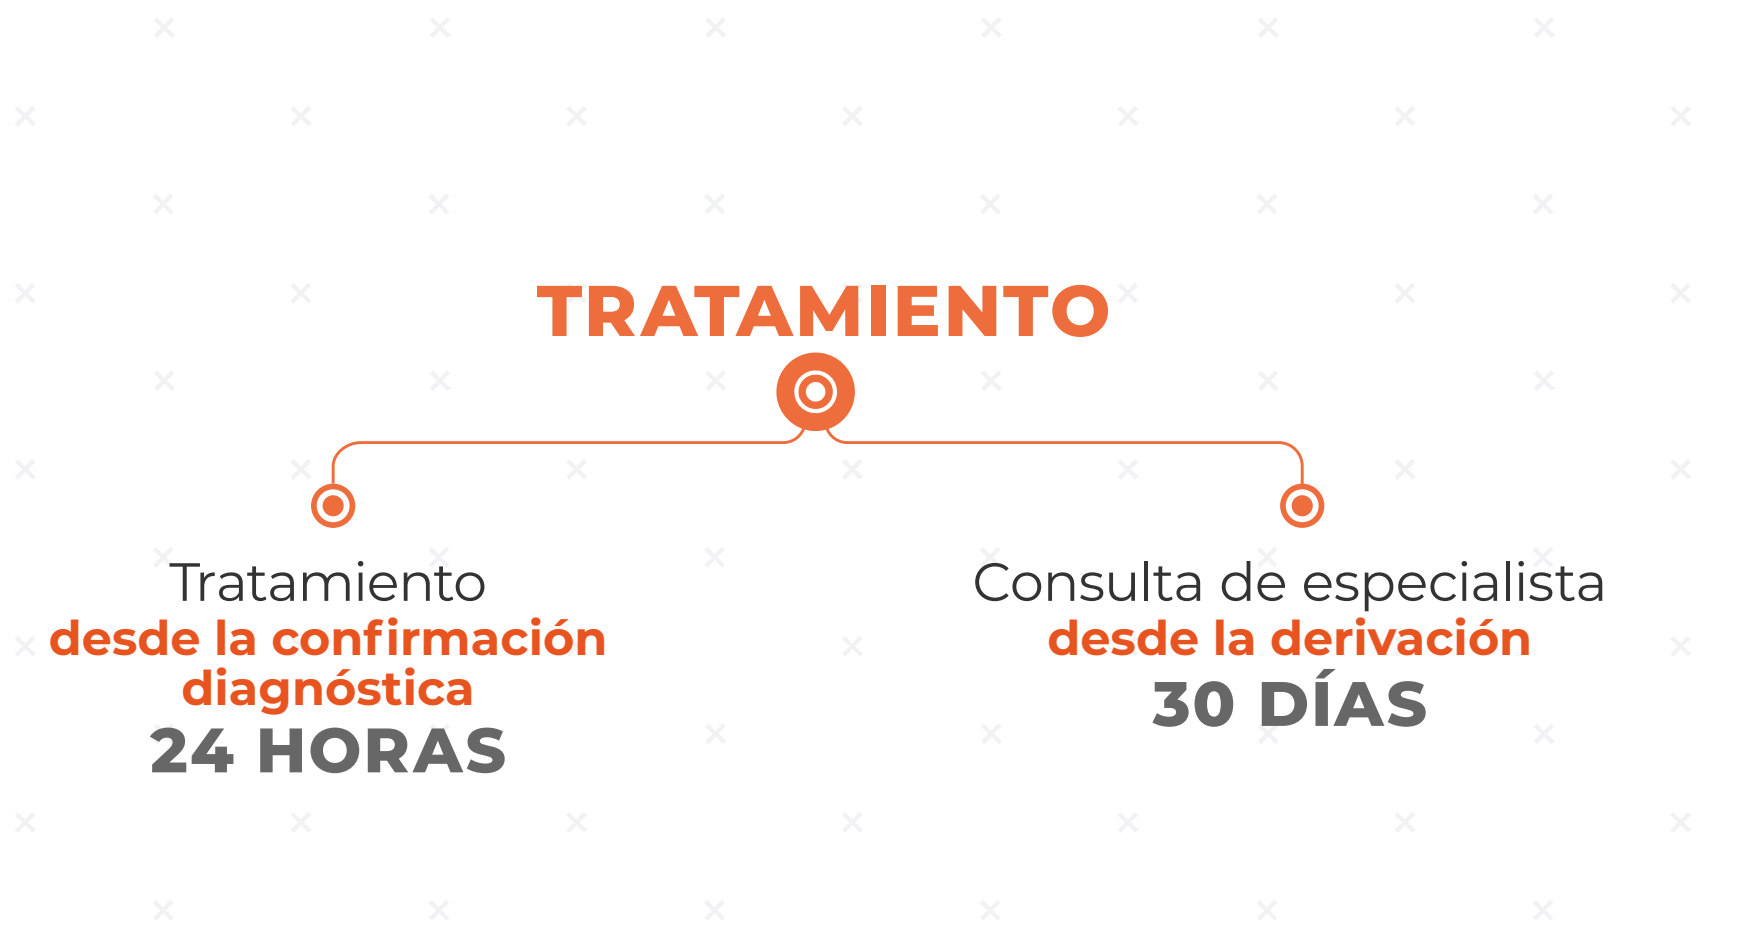 TRATAMIENTO
Tratamiento
desde la confirmación
diagnóstica
24 HORAS
Consulta de especialista
desde la derivación
30 DÍAS